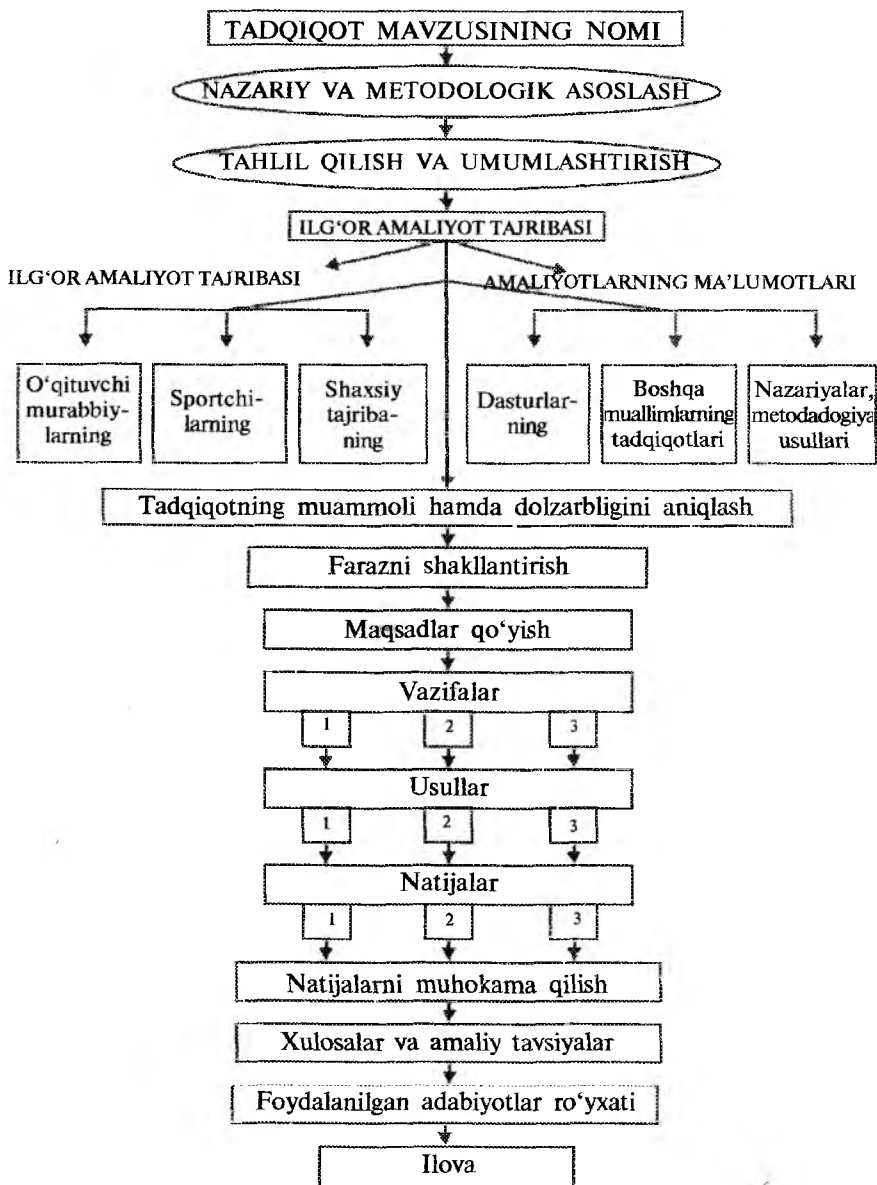 TADQIQOT MAVZUSINING NOMI
NAZARIY VA METODOLOGIK ASOSLASH
TAHLIL QILISH VA UMUMLASHTIRISH
ILG‘OR AMALIYOT TAJRIBASI
ILG‘OR AMALIYOT TAJRIBASI
AMALIYOTLARNING MA’LUMOTLARI
O‘qituvchi
murabbiy-
larning
Sportchi-
larning
Shaxsiy
tajriba-
ning
Dasturlar-
ning
Boshqa
muallimlarning
tadqiqotlari
Nazariyalar,
metodadogiya
usullari
Tadqiqotning muammoli hamda dolzarbligini aniqlash
Farazni shakllantirish
Maqsadlar qo‘yish
Vazifalar
1 2 3
Usullar
1 2 3
Natijalar
1 2 3
Natijalarni muhokama qilish
Xulosalar va amaliy tavsiyalar
Foydalanilgan adabiyotlar ro‘yxati
Ilova